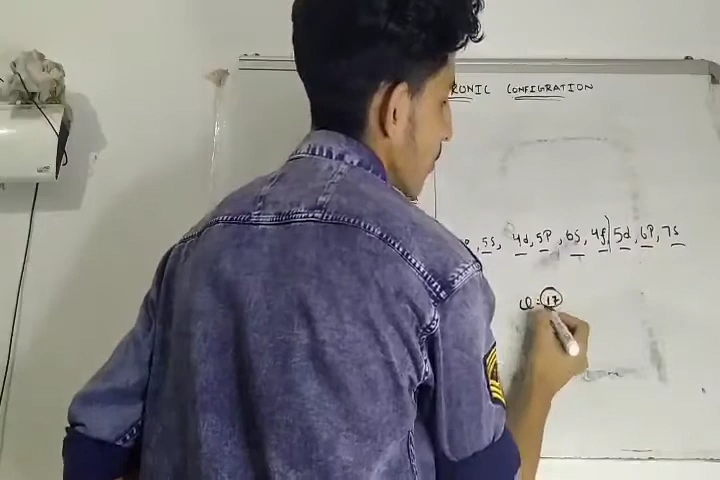 RONIC CONFIGRATION
5S, 4d, 5P, 6S, 4f, 5d, 6P, 7S
Cl = 17